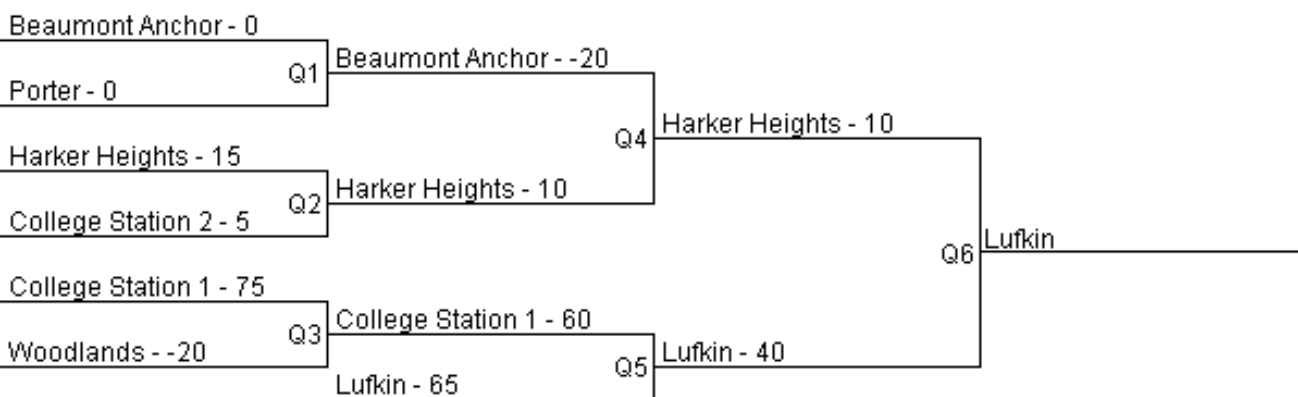 Beaumont Anchor - 0
Q1
Beaumont Anchor - -20
Porter - 0
Q4
Harker Heights - 10
Harker Heights - 15
Q2
Harker Heights - 10
College Station 2 - 5
Q6
Lufkin
College Station 1 - 75
Q3
College Station 1 - 60
Woodlands - -20
Q5
Lufkin - 40
Lufkin - 65